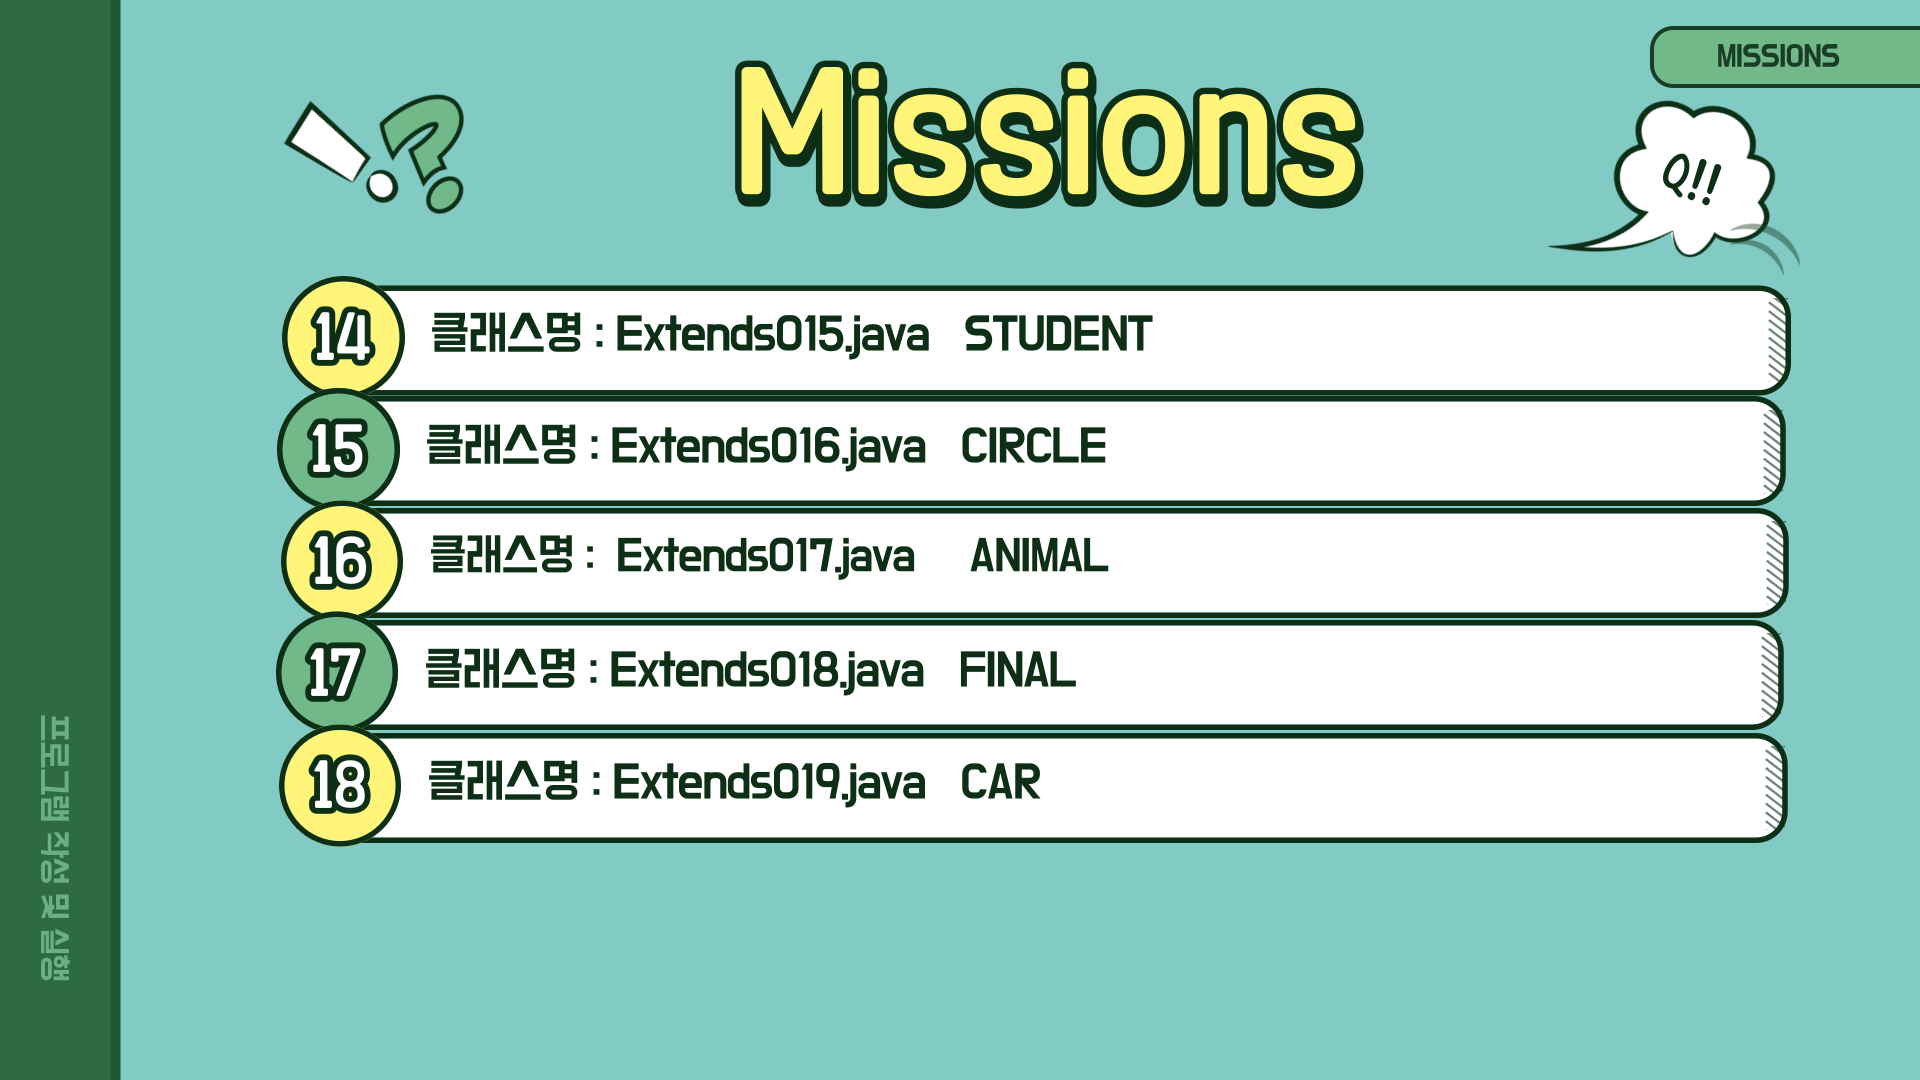 MISSIONS
Missions
Q!!
14 클래스명 : Extends015.java STUDENT
15 클래스명 : Extends016.java CIRCLE
16 클래스명 : Extends017.java ANIMAL
17 클래스명 : Extends018.java FINAL
18 클래스명 : Extends019.java CAR
프로그램 작성 및 실행